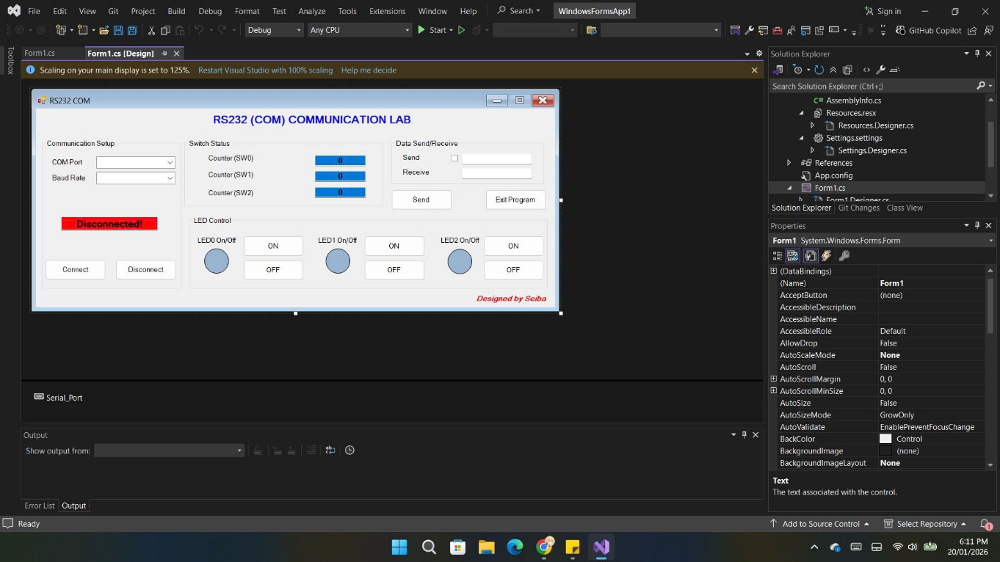 File Edit View Git Project Build Debug Format Test Analyze Tools Extensions Window Help Search WindowsFormsApp1 Sign in
Debug Any CPU Start GitHub Copilot
Toolbox
Form1.cs Form1.cs [Design]
Scaling on your main display is set to 125%. Restart Visual Studio with 100% scaling Help me decide
RS232 COM
RS232 (COM) COMMUNICATION LAB
Communication Setup
COM Port
Baud Rate
Disconnected!
Connect Disconnect
Switch Status
Counter (SW0) 0
Counter (SW1) 0
Counter (SW2) 0
Data Send/Receive
Send
Receive
Send Exit Program
LED Control
LED0 On/Off ON OFF
LED1 On/Off ON OFF
LED2 On/Off ON OFF
Designed by Seiba
Serial_Port
Output
Show output from:
Error List Output
Solution Explorer
Search Solution Explorer (Ctrl+;)
C# AssemblyInfo.cs
Resources.resx
Resources.Designer.cs
Settings.settings
Settings.Designer.cs
References
App.config
Form1.cs
Form1.Designer.cs
Solution Explorer Git Changes Class View
Properties
Form1 System.Windows.Forms.Form
(DataBindings)
(Name) Form1
AcceptButton (none)
AccessibleDescription
AccessibleName
AccessibleRole Default
AllowDrop False
AutoScaleMode None
AutoScroll False
AutoScrollMargin 0, 0
AutoScrollMinSize 0, 0
AutoSize False
AutoSizeMode GrowOnly
AutoValidate EnablePreventFocusChange
BackColor Control
BackgroundImage (none)
BackgroundImageLayout None
Text
The text associated with the control.
Ready Add to Source Control Select Repository 1
6:11 PM
20/01/2026